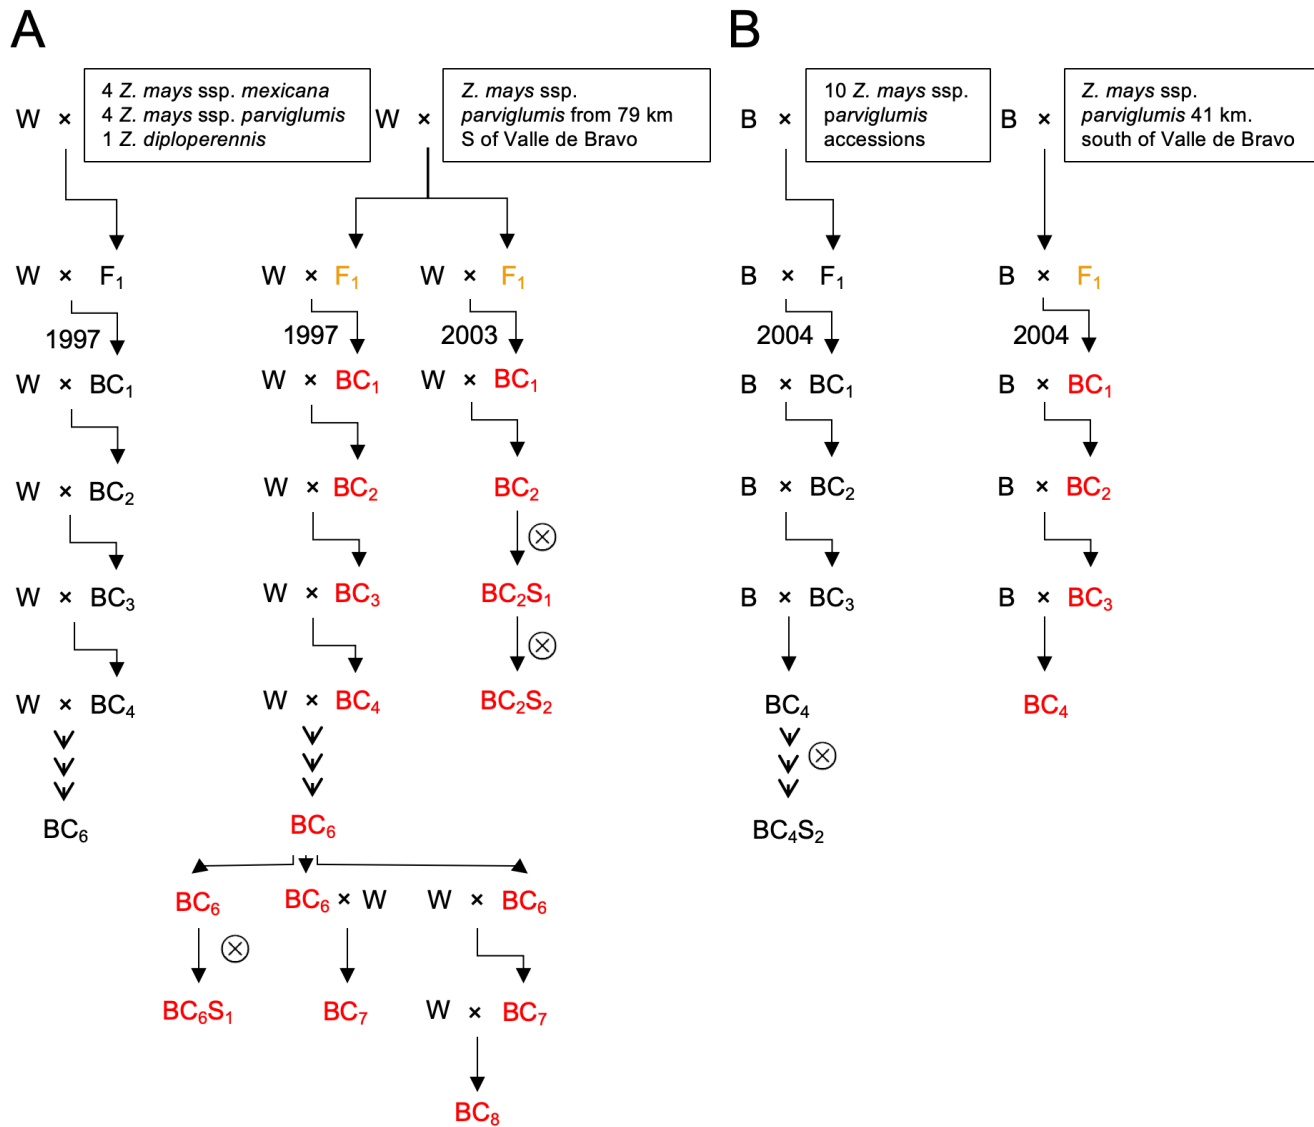 A
B
4 Z. mays ssp. mexicana
4 Z. mays ssp. parviglumis
1 Z. diploperennis
W ×
Z. mays ssp.
parviglumis from 79 km
S of Valle de Bravo
W ×
10 Z. mays ssp.
parviglumis
accessions
B ×
Z. mays ssp.
parviglumis 41 km.
south of Valle de Bravo
B ×
W × F₁
W × F₁
W × F₁
B × F₁
B × F₁
1997
1997
2003
2004
2004
W × BC₁
W × BC₁
W × BC₁
B × BC₁
B × BC₁
W × BC₂
W × BC₂
BC₂
B × BC₂
B × BC₂
W × BC₃
W × BC₃
BC₂S₁
B × BC₃
B × BC₃
W × BC₄
W × BC₄
BC₂S₂
BC₄
BC₄
BC₆
BC₆
BC₄S₂
BC₆
BC₆ × W
W × BC₆
BC₆S₁
BC₇
W × BC₇
BC₈